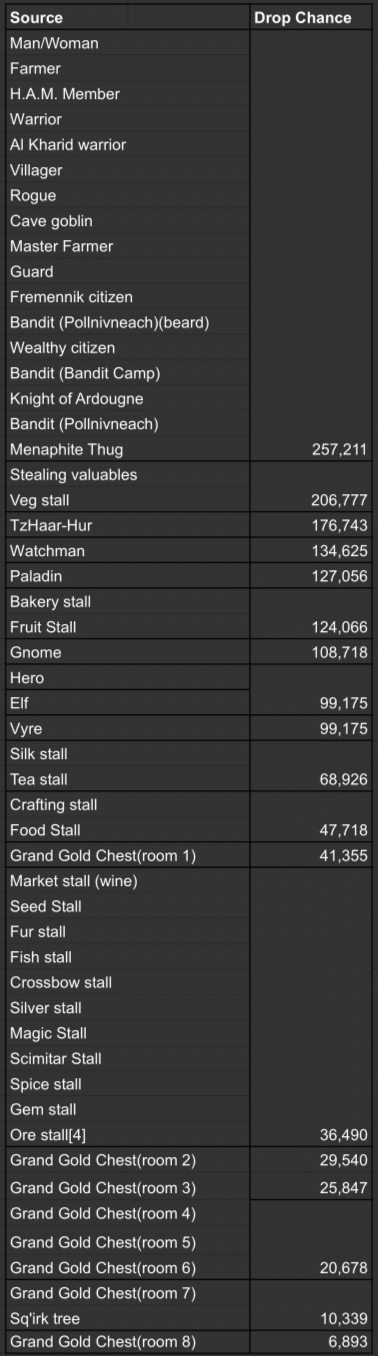 Source Drop Chance
Man/Woman
Farmer
H.A.M. Member
Warrior
Al Kharid warrior
Villager
Rogue
Cave goblin
Master Farmer
Guard
Fremennik citizen
Bandit (Pollnivneach)(beard)
Wealthy citizen
Bandit (Bandit Camp)
Knight of Ardougne
Bandit (Pollnivneach)
Menaphite Thug 257,211
Stealing valuables
Veg stall 206,777
TzHaar-Hur 176,743
Watchman 134,625
Paladin 127,056
Bakery stall
Fruit Stall 124,066
Gnome 108,718
Hero
Elf 99,175
Vyre 99,175
Silk stall
Tea stall 68,926
Crafting stall
Food Stall 47,718
Grand Gold Chest(room 1) 41,355
Market stall (wine)
Seed Stall
Fur stall
Fish stall
Crossbow stall
Silver stall
Magic Stall
Scimitar Stall
Spice stall
Gem stall
Ore stall[4] 36,490
Grand Gold Chest(room 2) 29,540
Grand Gold Chest(room 3) 25,847
Grand Gold Chest(room 4)
Grand Gold Chest(room 5)
Grand Gold Chest(room 6) 20,678
Grand Gold Chest(room 7)
Sq'irk tree 10,339
Grand Gold Chest(room 8) 6,893